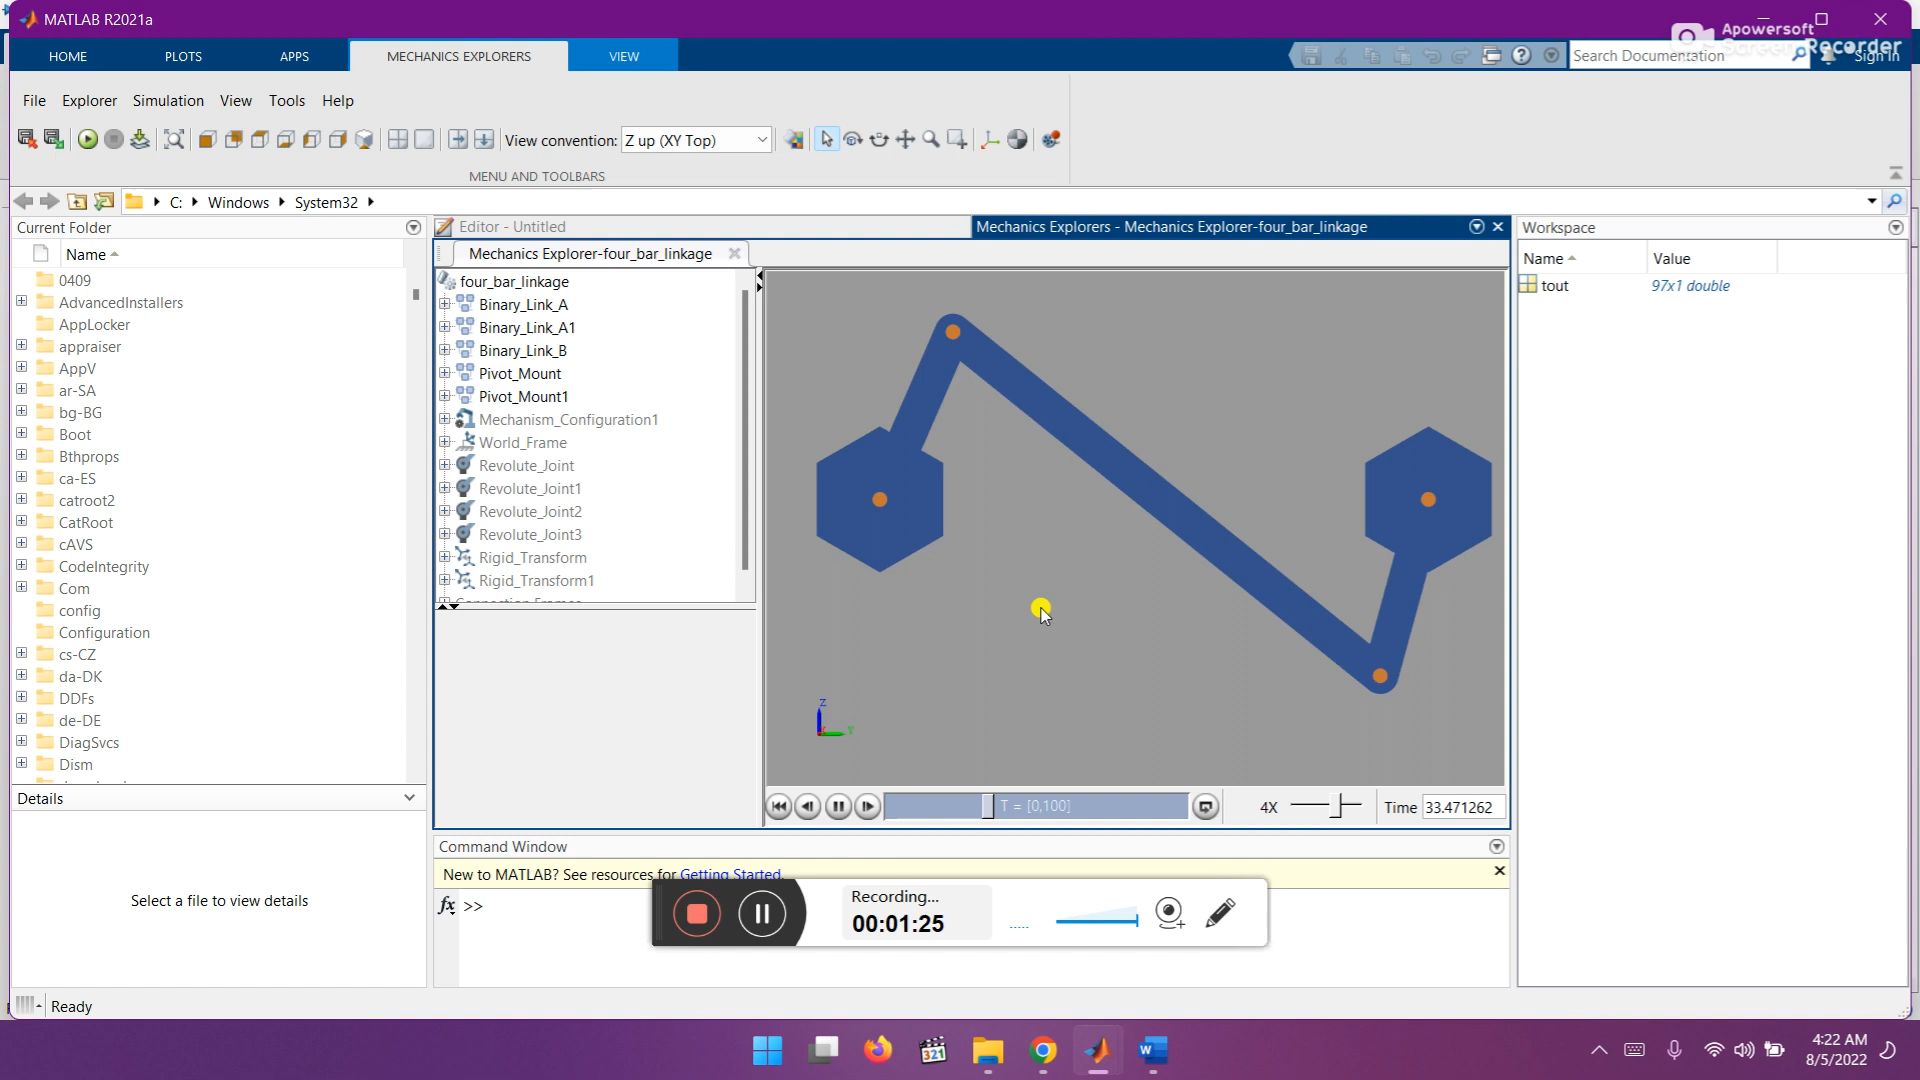 MATLAB R2021a
Apowersoft
Screen Recorder
HOME
PLOTS
APPS
MECHANICS EXPLORERS
VIEW
Search Documentation
Sign In
File
Explorer
Simulation
View
Tools
Help
View convention:
Z up (XY Top)
MENU AND TOOLBARS
C:
Windows
System32
Current Folder
Name
0409
AdvancedInstallers
AppLocker
appraiser
AppV
ar-SA
bg-BG
Boot
Bthprops
ca-ES
catroot2
CatRoot
cAVS
CodeIntegrity
Com
config
Configuration
cs-CZ
da-DK
DDFs
de-DE
DiagSvcs
Dism
Details
Select a file to view details
Ready
Editor - Untitled
Mechanics Explorers - Mechanics Explorer-four_bar_linkage
Mechanics Explorer-four_bar_linkage
four_bar_linkage
Binary_Link_A
Binary_Link_A1
Binary_Link_B
Pivot_Mount
Pivot_Mount1
Mechanism_Configuration1
World_Frame
Revolute_Joint
Revolute_Joint1
Revolute_Joint2
Revolute_Joint3
Rigid_Transform
Rigid_Transform1
Z
Y
T = [0,100]
4X
Time
33.471262
Command Window
New to MATLAB? See resources for Getting Started.
fx >>
Recording...
00:01:25
Workspace
Name
Value
tout
97x1 double
321
W
4:22 AM
8/5/2022